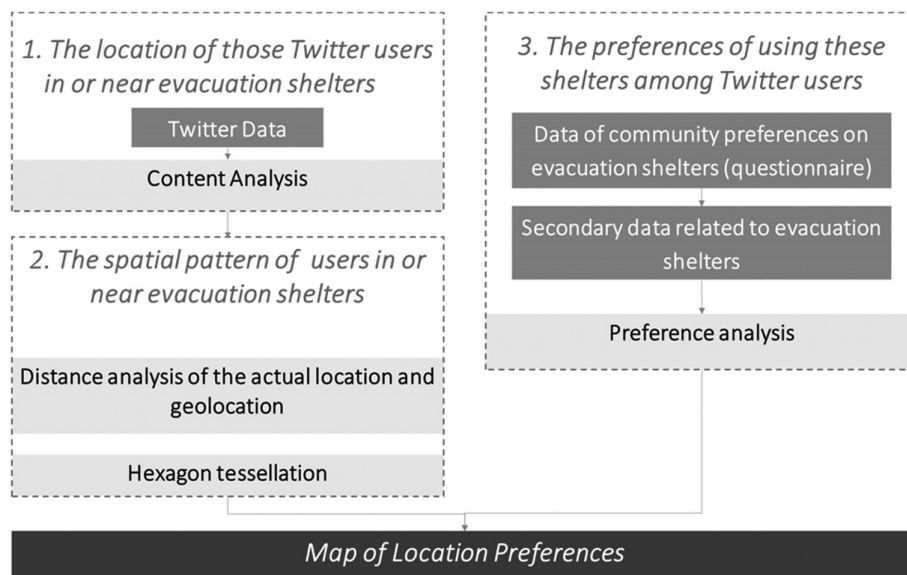 1. The location of those Twitter users
in or near evacuation shelters
Twitter Data
Content Analysis
2. The spatial pattern of users in or
near evacuation shelters
Distance analysis of the actual location and
geolocation
Hexagon tessellation
3. The preferences of using these
shelters among Twitter users
Data of community preferences on
evacuation shelters (questionnaire)
Secondary data related to evacuation
shelters
Preference analysis
Map of Location Preferences